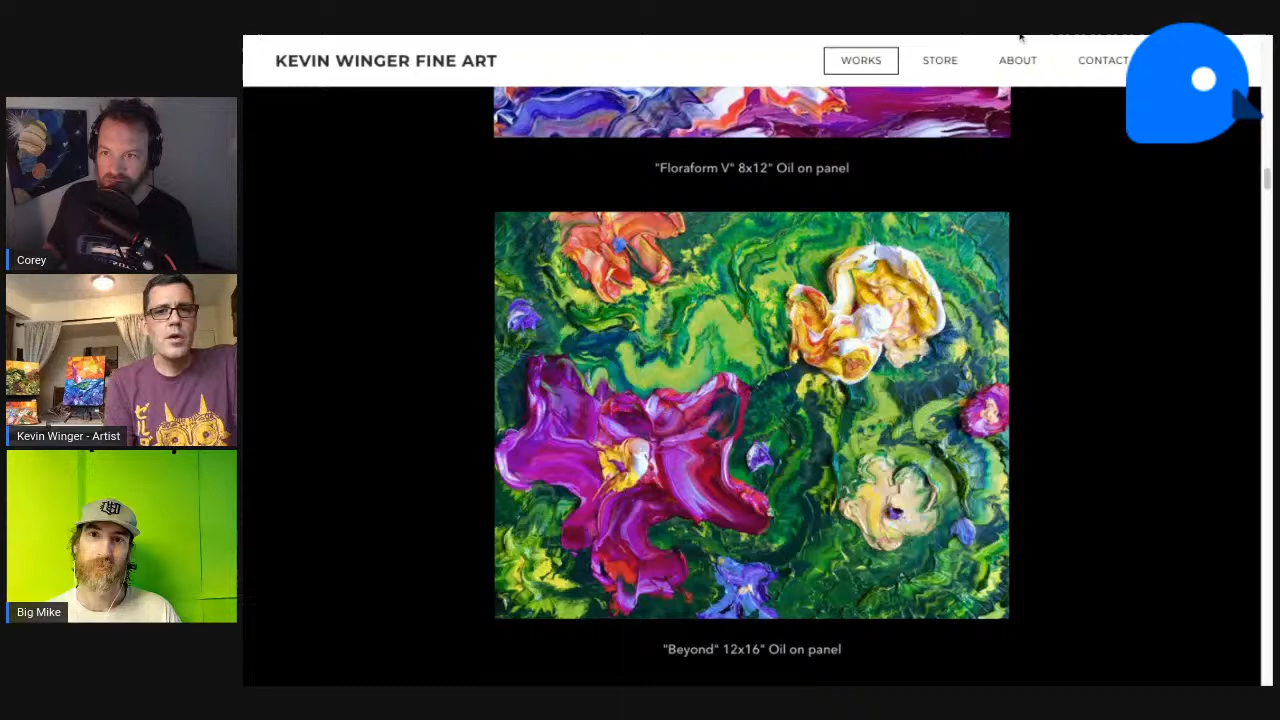 KEVIN WINGER FINE ART
WORKS
STORE
ABOUT
CONTACT
"Floraform V" 8x12" Oil on panel
"Beyond" 12x16" Oil on panel
Corey
Kevin Winger - Artist
Big Mike